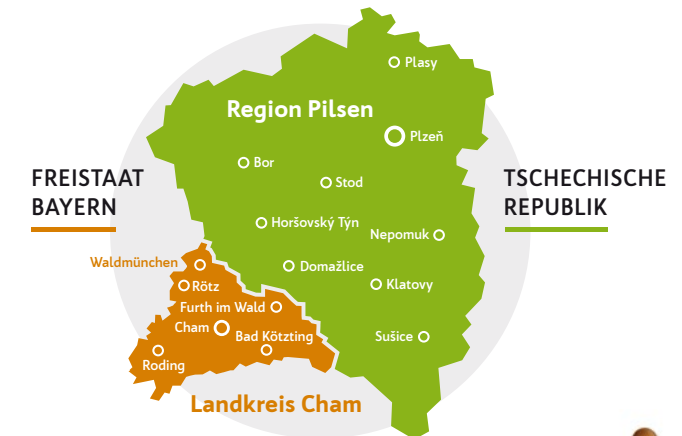 Plasy
Region Pilsen
Plzeň
Bor
FREISTAAT
BAYERN
Stod
TSCHECHISCHE
REPUBLIK
Horšovský Týn
Nepomuk
Waldmünchen
Domažlice
Rötz
Klatovy
Furth im Wald
Cham
Bad Kötzting
Sušice
Roding
Landkreis Cham